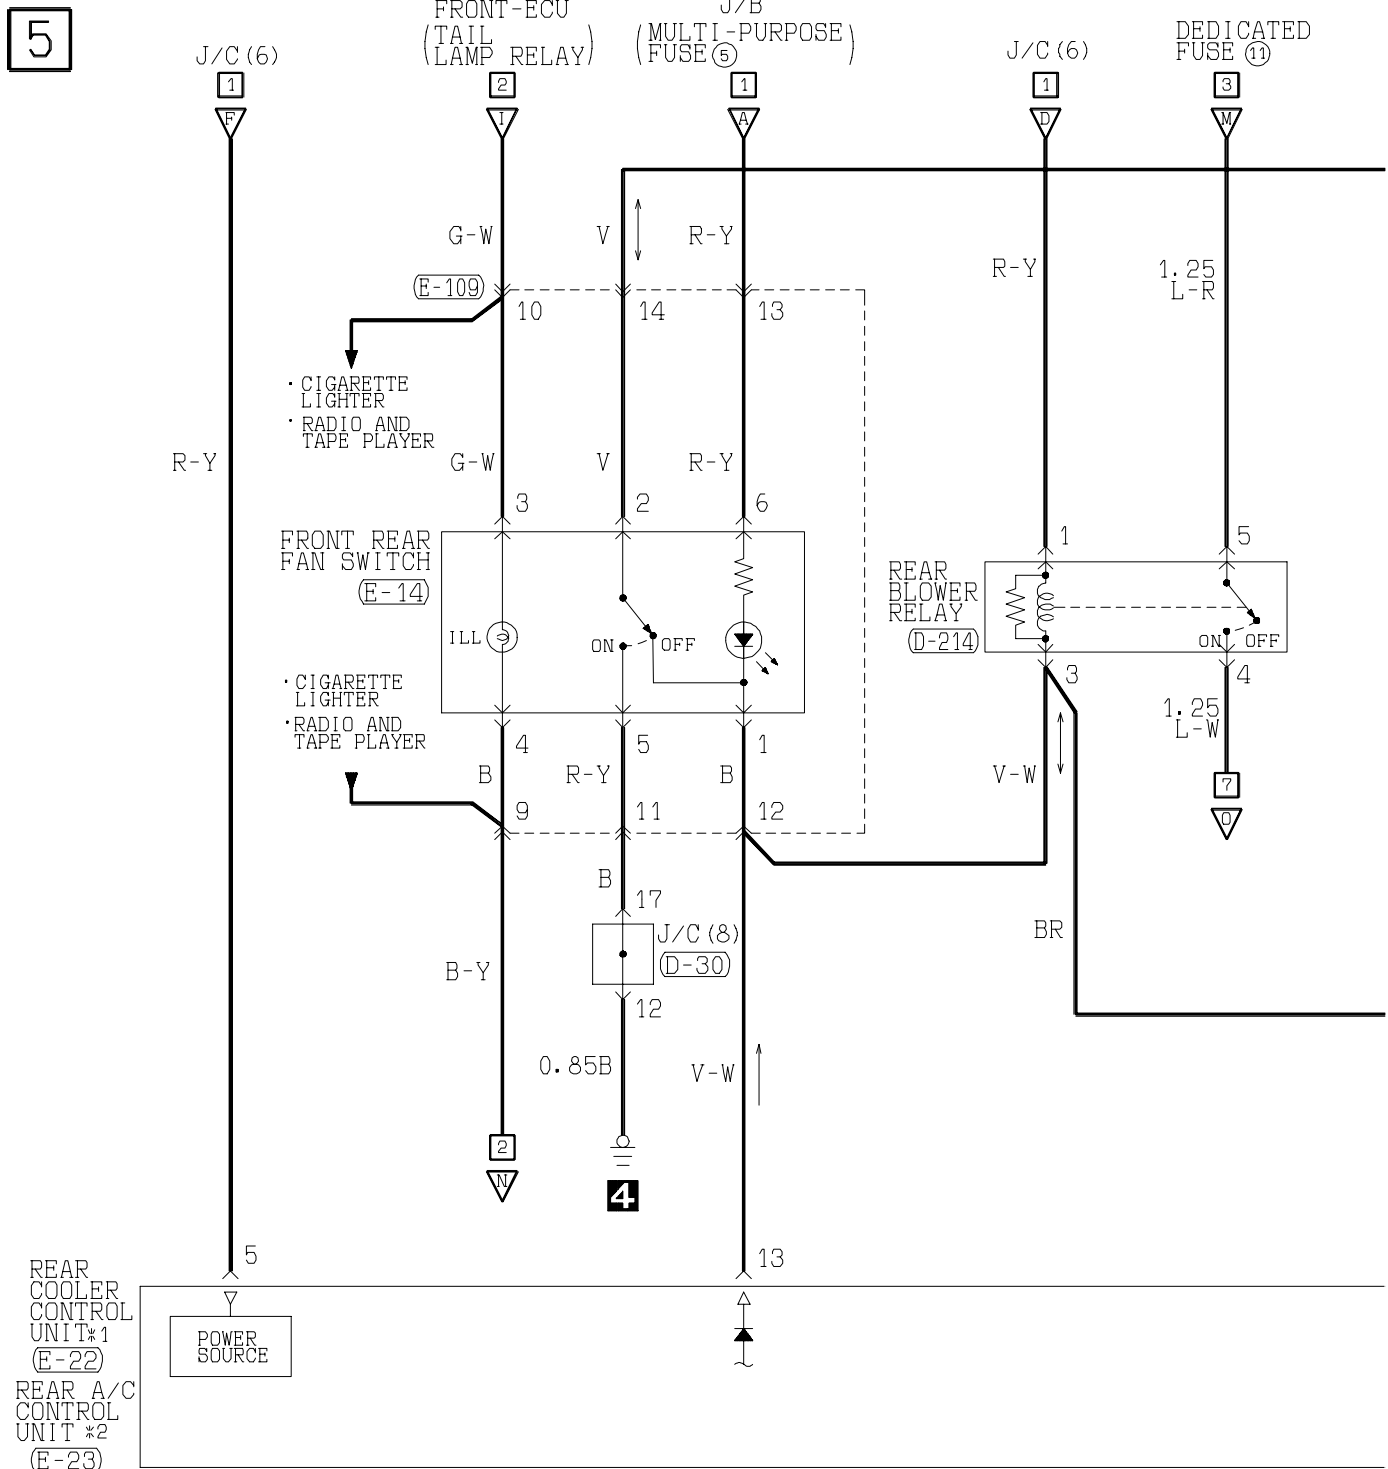 5
FRONT-ECU
(TAIL
LAMP RELAY)
J/B
(MULTI-PURPOSE
FUSE⑤)
DEDICATED
FUSE ⑪
J/C(6)
J/C(6)
1
2
1
1
3
F
I
A
D
M
G-W
V
R-Y
R-Y
1.25
L-R
E-109
10
14
13
· CIGARETTE
LIGHTER
· RADIO AND
TAPE PLAYER
R-Y
G-W
V
R-Y
3
2
6
1
5
FRONT REAR
FAN SWITCH
E-14
REAR
BLOWER
RELAY
D-214
ILL
ON
OFF
ON
OFF
· CIGARETTE
LIGHTER
· RADIO AND
TAPE PLAYER
3
4
1.25
L-W
4
5
1
B
R-Y
B
V-W
7
O
9
11
12
B
17
J/C(8)
D-30
BR
B-Y
12
0.85B
V-W
2
N
4
5
13
REAR
COOLER
CONTROL
UNIT*1
E-22
POWER
SOURCE
REAR A/C
CONTROL
UNIT *2
E-23